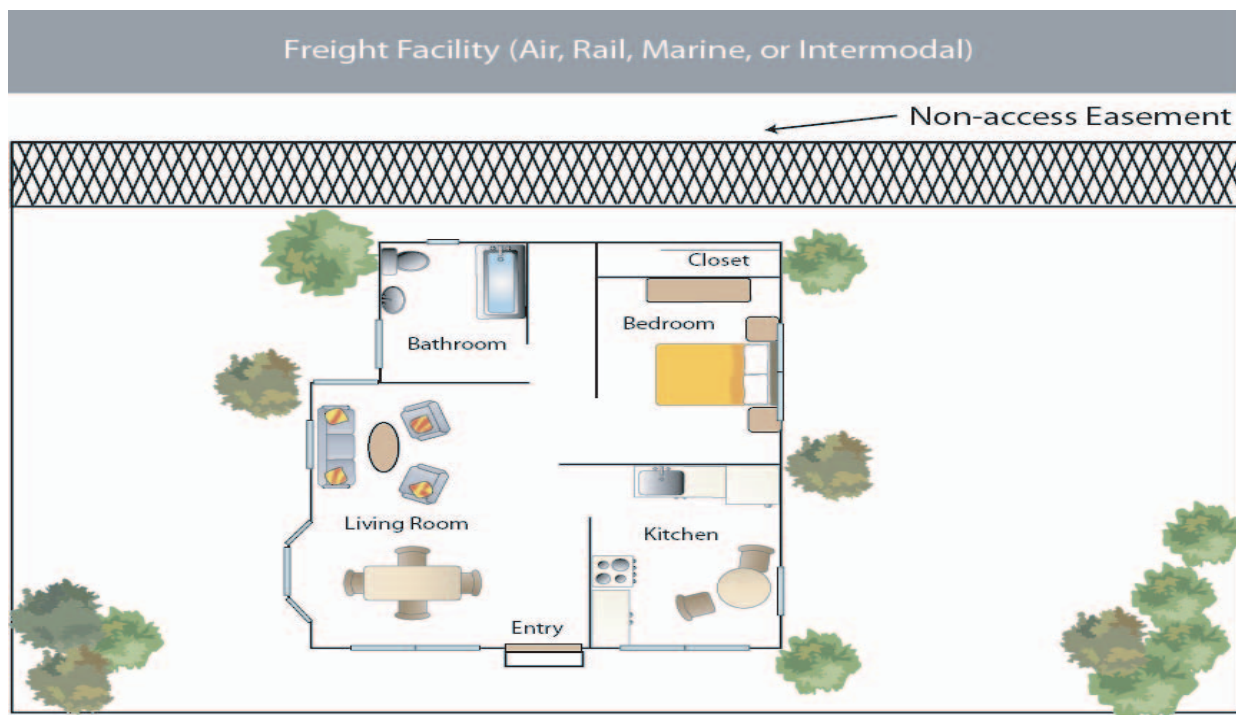 Freight Facility (Air, Rail, Marine, or Intermodal)
Non-access Easement
Closet
Bedroom
Bathroom
Living Room
Kitchen
Entry